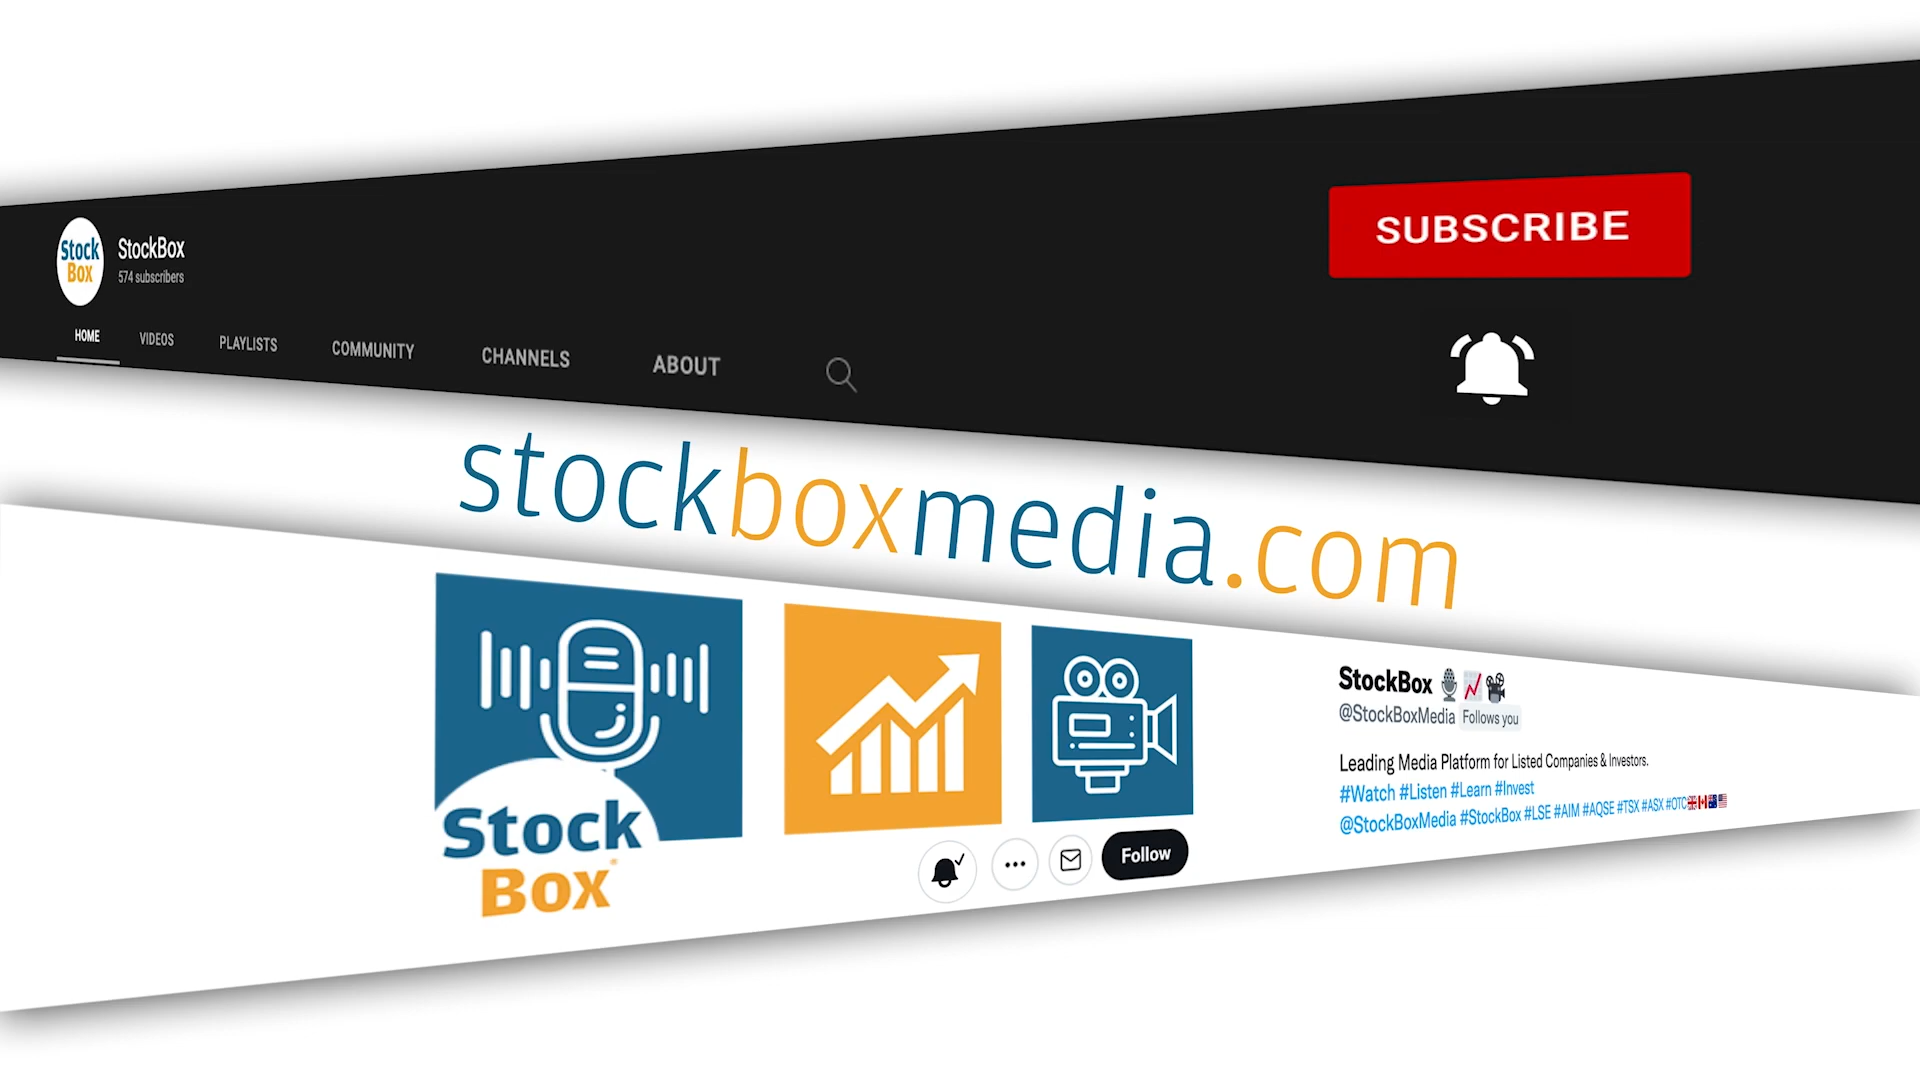 Stock
Box
StockBox
574 subscribers
SUBSCRIBE
HOME VIDEOS PLAYLISTS COMMUNITY CHANNELS ABOUT
stockboxmedia.com
Stock
Box
Follow
StockBox
@StockBoxMedia Follows you
Leading Media Platform for Listed Companies & Investors.
#Watch #Listen #Learn #Invest
@StockBoxMedia #StockBox #LSE #AIM #AQSE #TSX #ASX #OTC